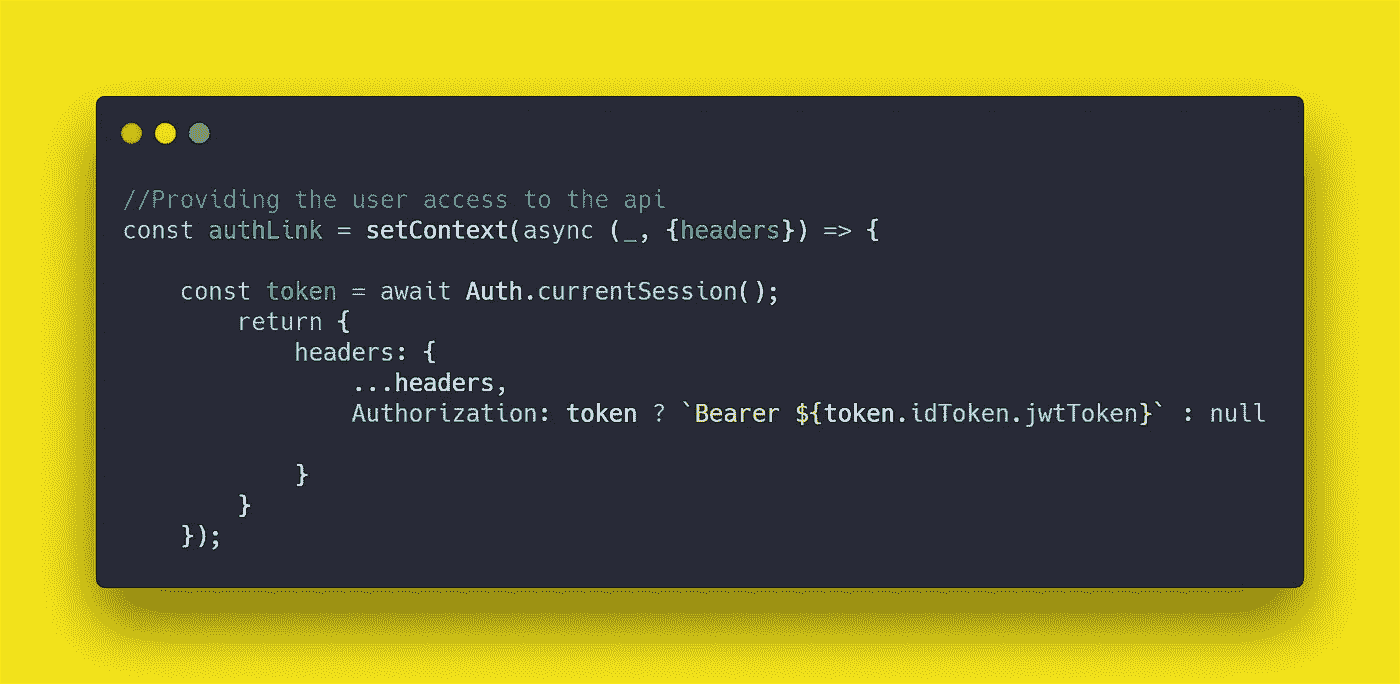 //Providing the user access to the api
const authLink = setContext(async (_, {headers}) => {
    const token = await Auth.currentSession();
        return {
            headers: {
                ...headers,
                Authorization: token ? `Bearer ${token.idToken.jwtToken}` : null
            }
        }
    });